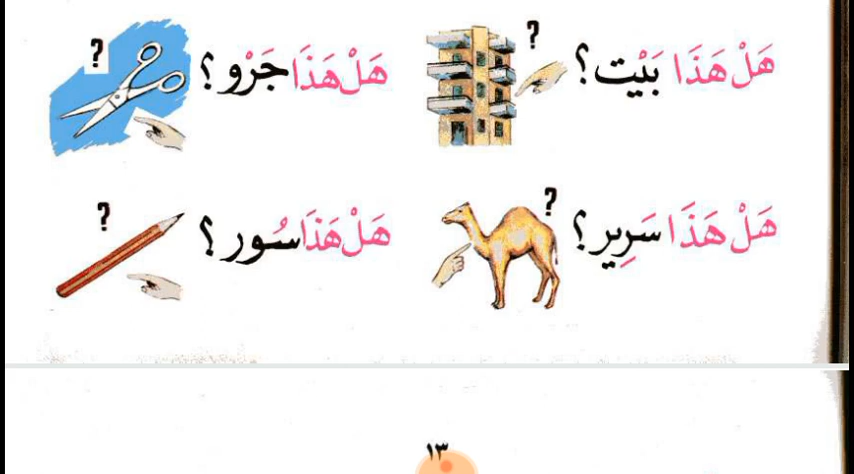 هَلْ هَذَا بَيْت؟ ?
هَلْ هَذَا جَرْو؟ ?
هَلْ هَذَا سَرِير؟ ?
هَلْ هَذَا سُور؟ ?
١٣